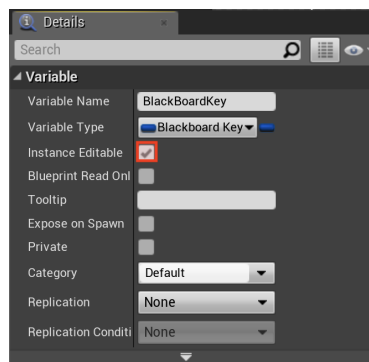 Details
Search
Variable
Variable Name BlackBoardKey
Variable Type Blackboard Key
Instance Editable
Blueprint Read Onl
Tooltip
Expose on Spawn
Private
Category Default
Replication None
Replication Conditi None